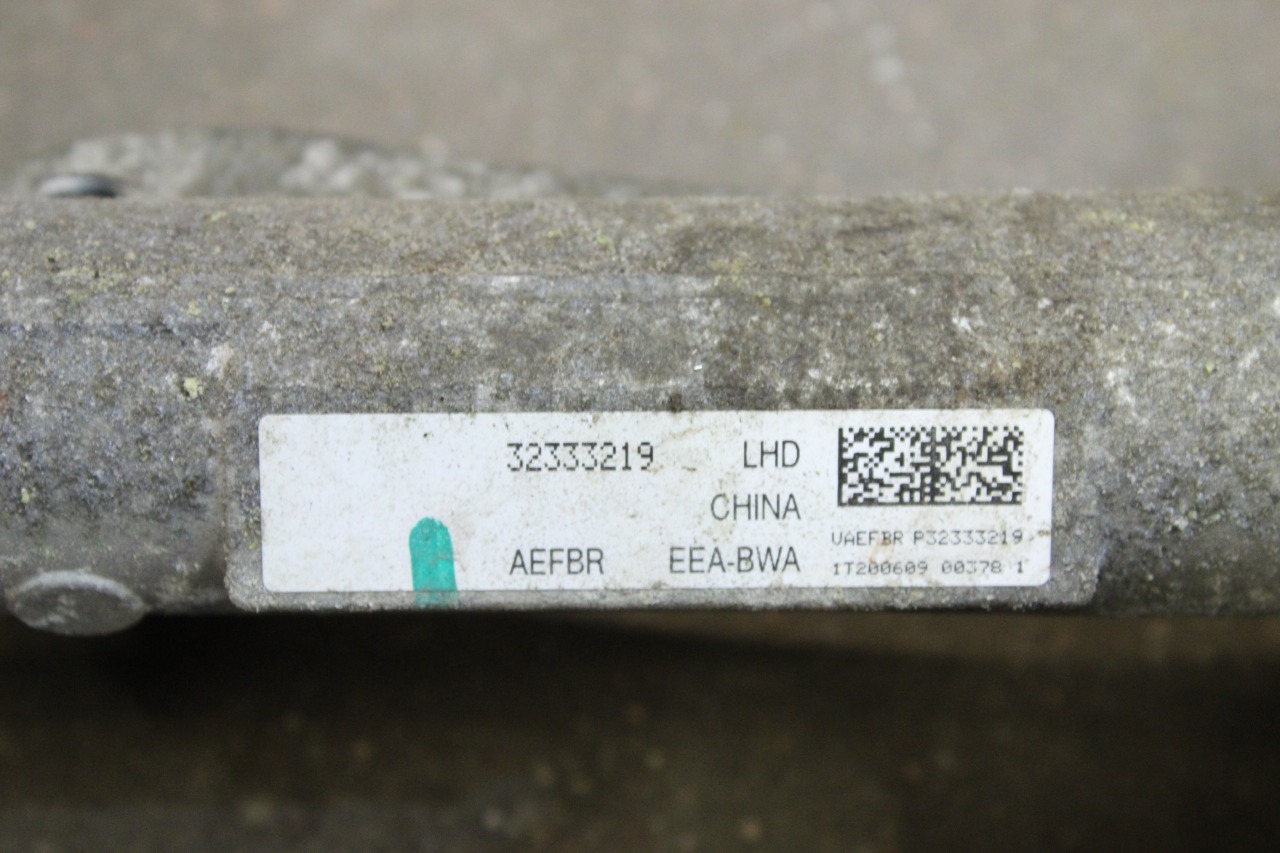 32333219 LHD
CHINA
AEFBR EEA-BWA
VAEFBR P32333219
1T200609 00378 1